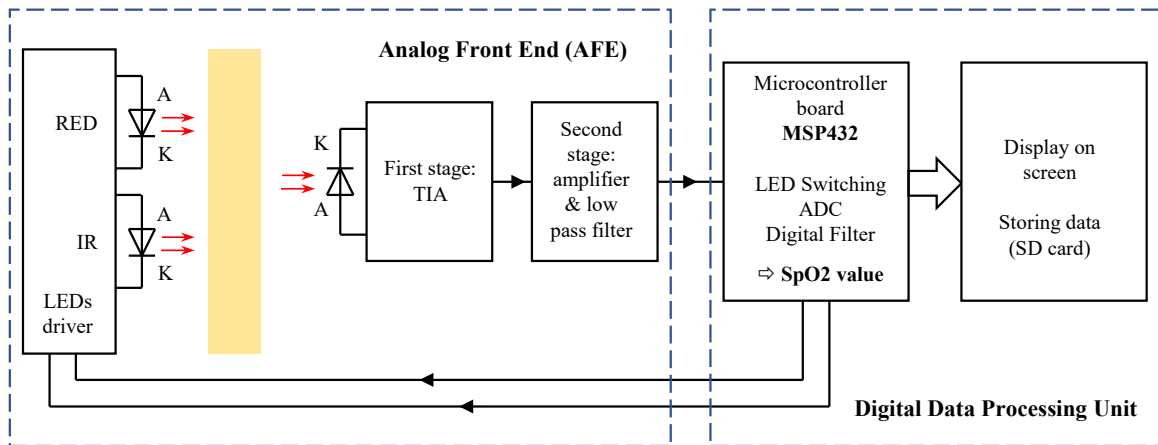 Analog Front End (AFE)
RED
A
K
IR
A
K
LEDs
driver
K
A
First stage:
TIA
Second
stage:
amplifier
& low
pass filter
Microcontroller
board
MSP432
LED Switching
ADC
Digital Filter
⇨ SpO2 value
Display on
screen
Storing data
(SD card)
Digital Data Processing Unit